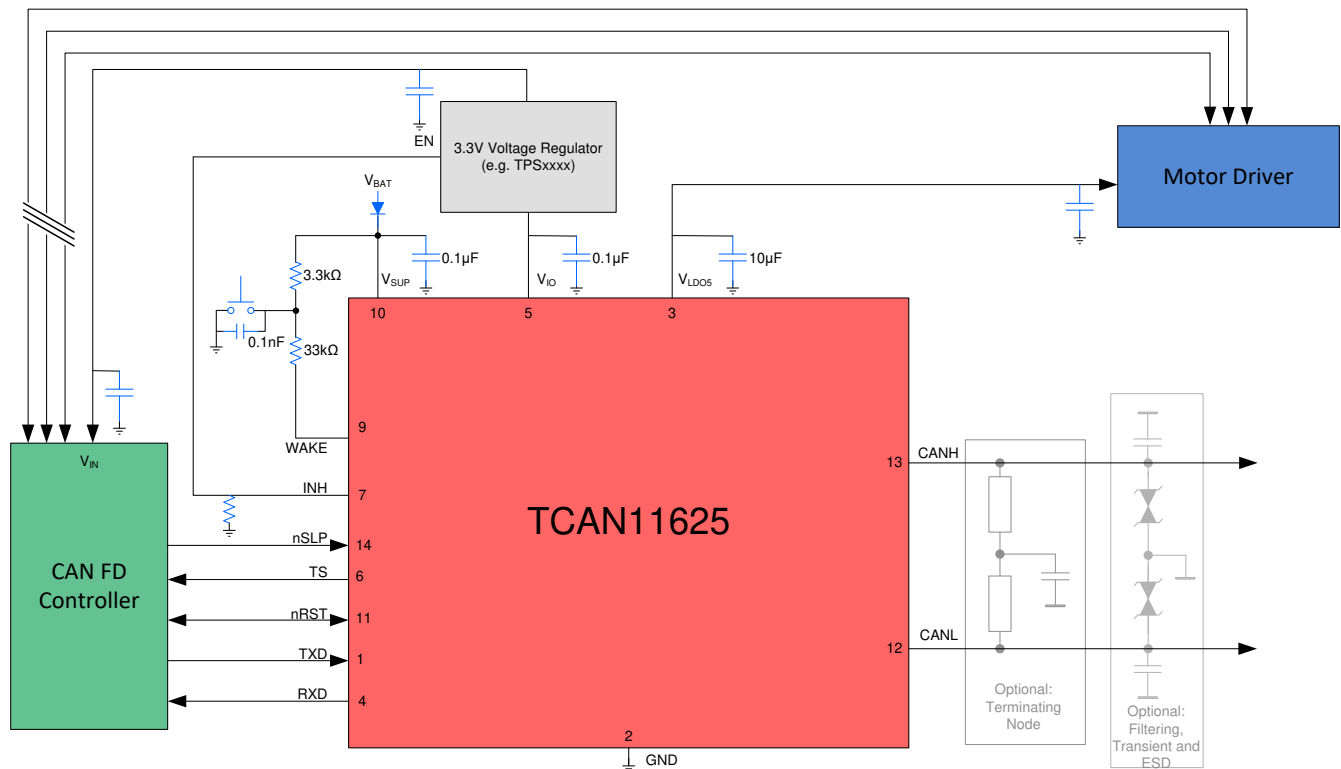 EN
3.3V Voltage Regulator
(e.g. TPSxxxx)
Motor Driver
VBAT
0.1µF
0.1µF
10µF
3.3kΩ
VSUP
VIO
VLDO5
10
5
3
0.1nF
33kΩ
9
WAKE
VIN
INH
7
TCAN11625
CANH
13
nSLP
14
CAN FD
Controller
TS
6
nRST
11
TXD
1
RXD
4
CANL
12
2
GND
Optional:
Terminating
Node
Optional:
Filtering,
Transient and
ESD